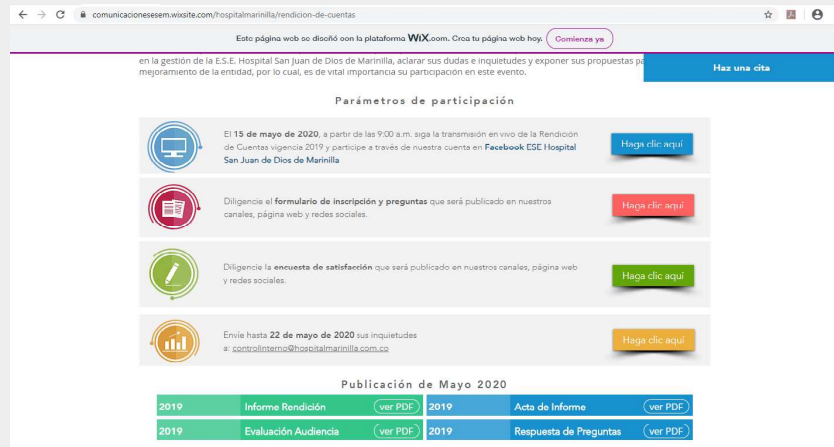 comunicacionesesem.wixsite.com/hospitalmarinilla/rendicion-de-cuentas
Esta página web se diseñó con la plataforma WiX.com. Crea tu página web hoy. Comienza ya
en la gestión de la E.S.E. Hospital San Juan de Dios de Marinilla, aclarar sus dudas e inquietudes y exponer sus propuestas pa
mejoramiento de la entidad, por lo cual, es de vital importancia su participación en este evento.
Haz una cita
Parámetros de participación
El 15 de mayo de 2020, a partir de las 9:00 a.m. siga la transmisión en vivo de la Rendición
de Cuentas vigencia 2019 y participe a través de nuestra cuenta en Facebook ESE Hospital
San Juan de Dios de Marinilla
Haga clic aquí
Diligencie el formulario de inscripción y preguntas que será publicado en nuestros
canales, página web y redes sociales.
Haga clic aquí
Diligencie la encuesta de satisfacción que será publicado en nuestros canales, página web
y redes sociales.
Haga clic aquí
Envíe hasta 22 de mayo de 2020 sus inquietudes
a: controlinterno@hospitalmarinilla.com.co
Haga clic aquí
Publicación de Mayo 2020
2019 Informe Rendición (ver PDF) 2019 Acta de Informe (ver PDF)
2019 Evaluación Audiencia (ver PDF) 2019 Respuesta de Preguntas (ver PDF)